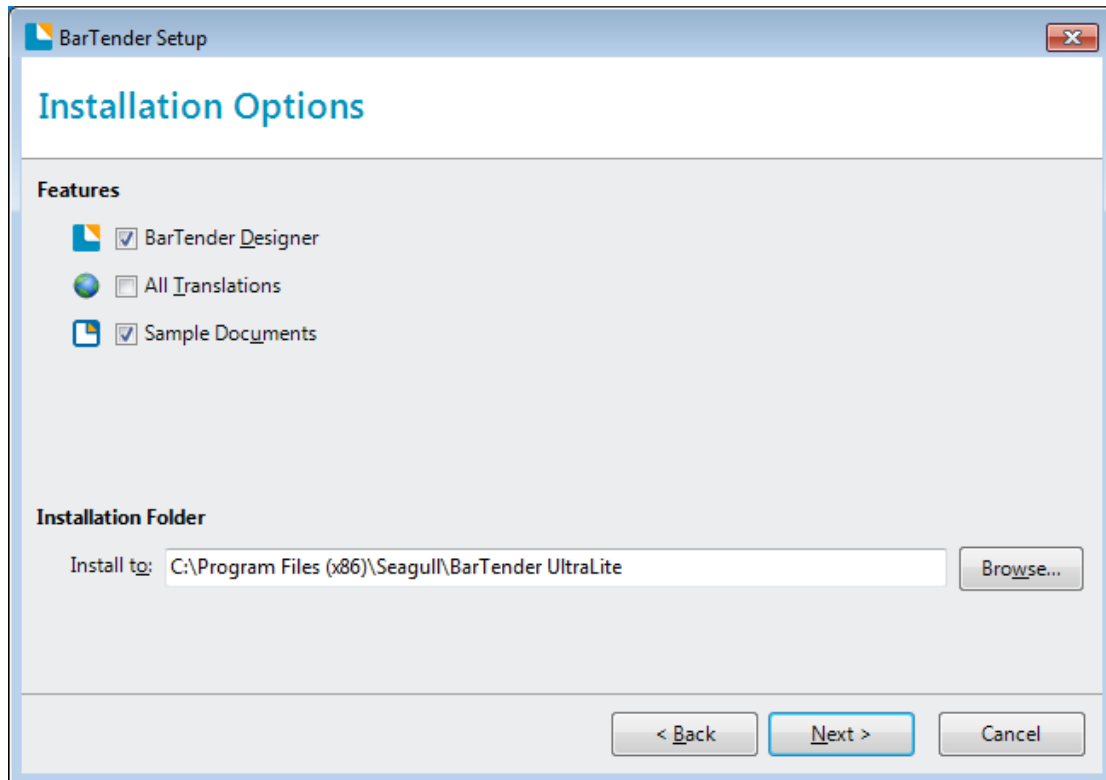 BarTender Setup
Installation Options
Features
BarTender Designer
All Translations
Sample Documents
Installation Folder
Install to: C:\Program Files (x86)\Seagull\BarTender UltraLite Browse...
< Back Next > Cancel